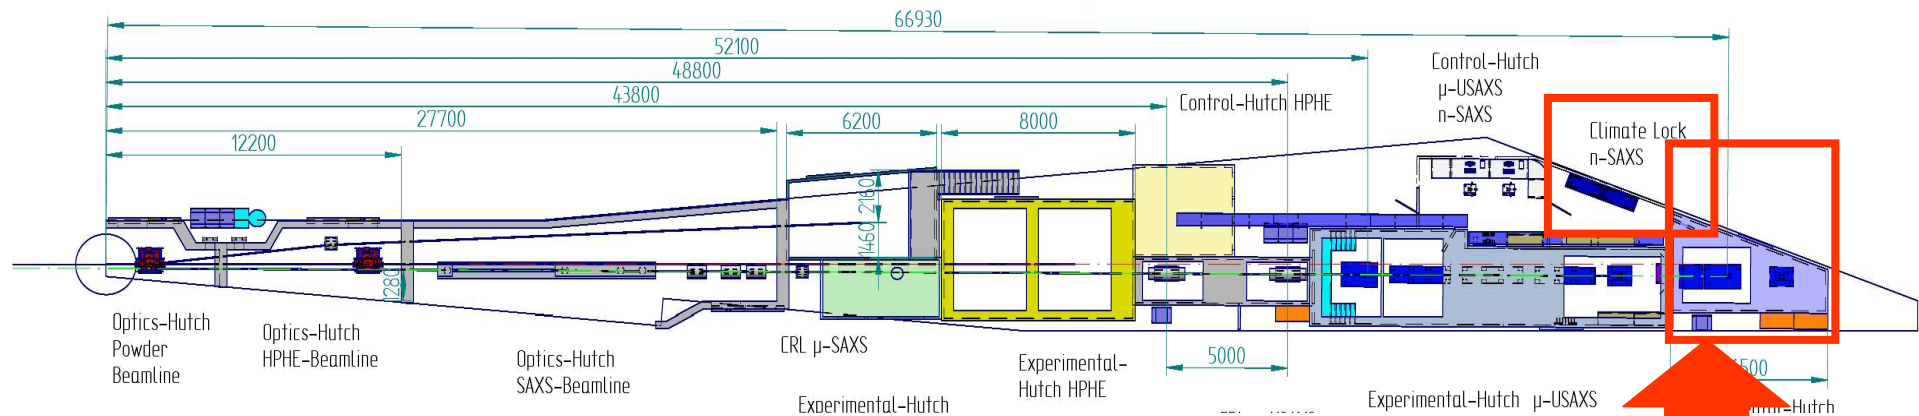 66930
52100
48800
43800
27700
12200
6200
8000
Control-Hutch HPHE
Control-Hutch
µ-USAXS
n-SAXS
Climate Lock
n-SAXS
2160
1460
1280
Optics-Hutch
Powder
Beamline
Optics-Hutch
HPHE-Beamline
Optics-Hutch
SAXS-Beamline
CRL µ-SAXS
Experimental-Hutch
Experimental-
Hutch HPHE
5000
Experimental-Hutch µ-USAXS
500
-Hutch